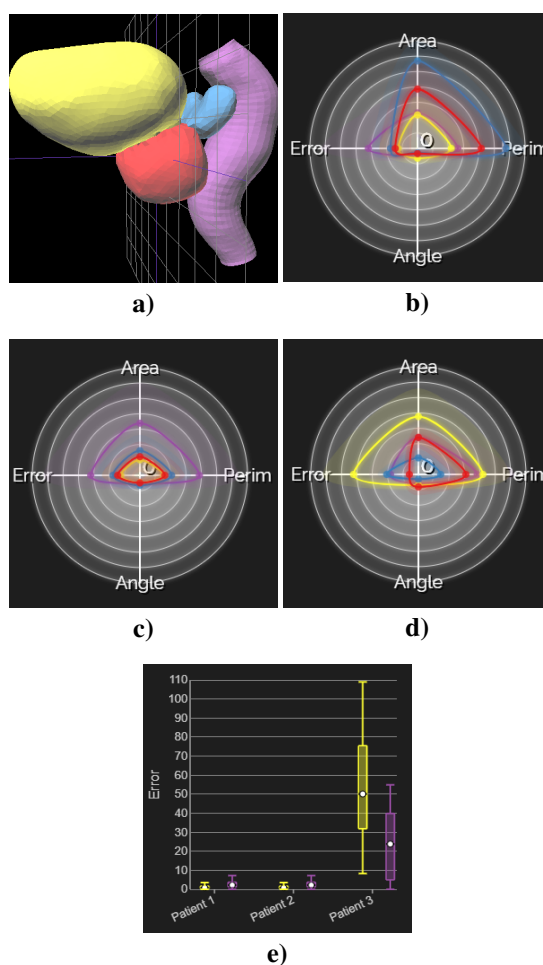 a)
Area
Error
O
Perim
Angle
b)
Area
Error
O
Perim
Angle
c)
Area
Error
O
Perim
Angle
d)
110
100
90
80
70
60
50
40
30
20
10
0
Error
Patient 1
Patient 2
Patient 3
e)